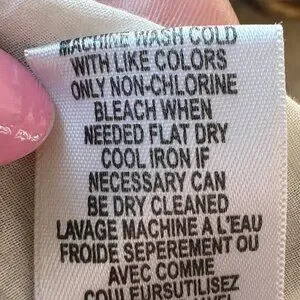 MACHINE WASH COLD
WITH LIKE COLORS
ONLY NON-CHLORINE
BLEACH WHEN
NEEDED FLAT DRY
COOL IRON IF
NECESSARY CAN
BE DRY CLEANED
LAVAGE MACHINE A L'EAU
FROIDE SEPEREMENT OU
AVEC COMME
COULEURSUTILISEZ